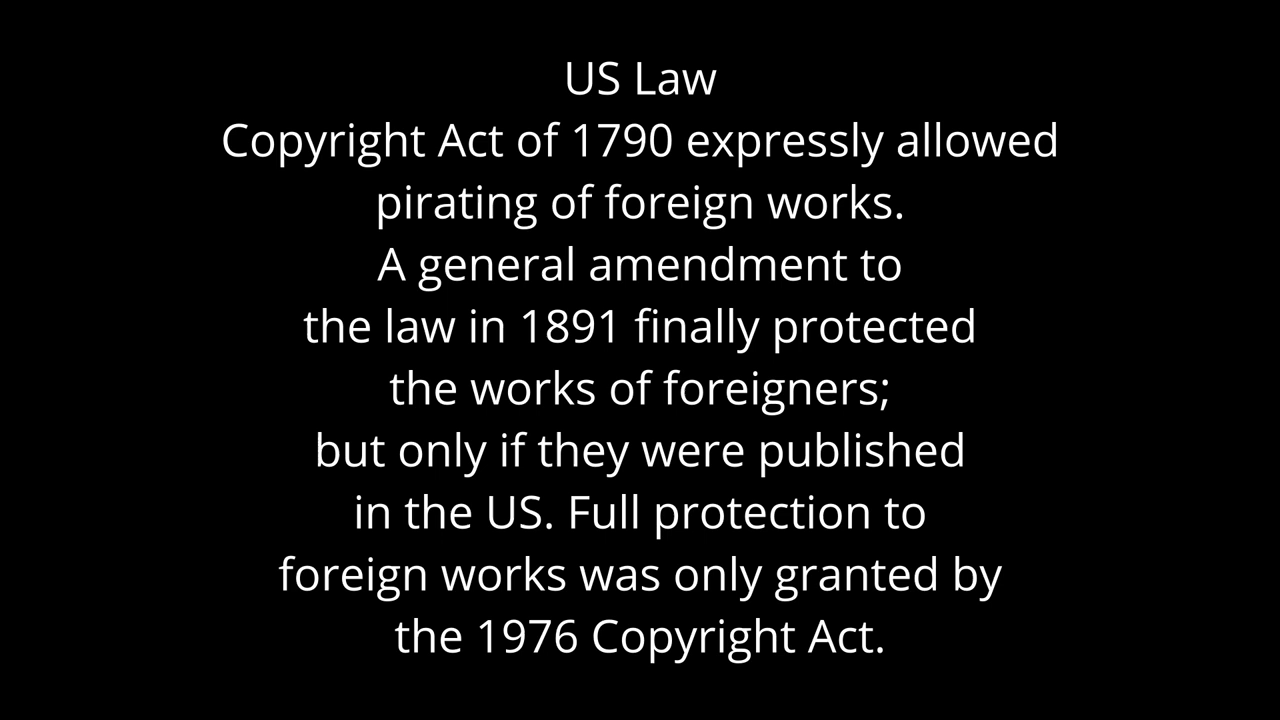 US Law
Copyright Act of 1790 expressly allowed
pirating of foreign works.
A general amendment to
the law in 1891 finally protected
the works of foreigners;
but only if they were published
in the US. Full protection to
foreign works was only granted by
the 1976 Copyright Act.